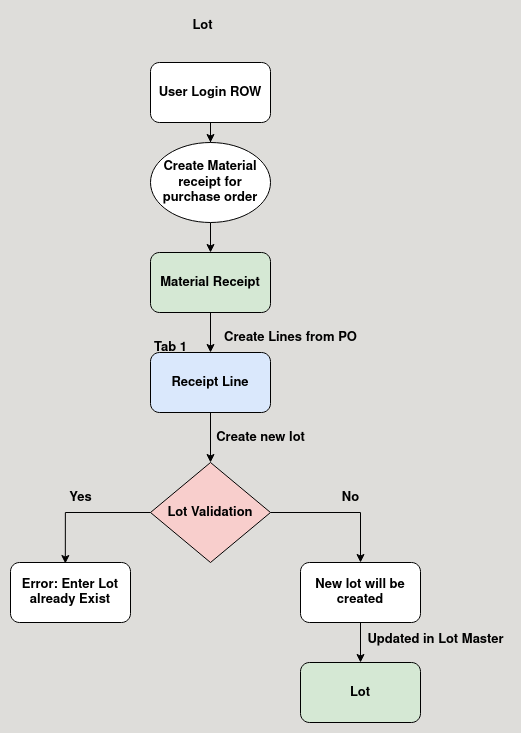 Lot
User Login ROW
Create Material
receipt for
purchase order
Material Receipt
Create Lines from PO
Tab 1
Receipt Line
Create new lot
Yes
No
Lot Validation
Error: Enter Lot
already Exist
New lot will be
created
Updated in Lot Master
Lot